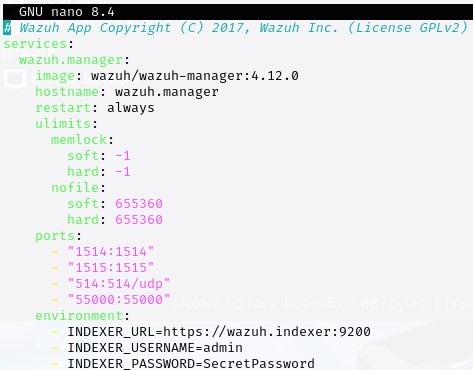 GNU nano 8.4
# Wazuh App Copyright (C) 2017, Wazuh Inc. (License GPLv2)
services:
  wazuh.manager:
    image: wazuh/wazuh-manager:4.12.0
    hostname: wazuh.manager
    restart: always
    ulimits:
      memlock:
        soft: -1
        hard: -1
      nofile:
        soft: 655360
        hard: 655360
    ports:
      - "1514:1514"
      - "1515:1515"
      - "514:514/udp"
      - "55000:55000"
    environment:
      - INDEXER_URL=https://wazuh.indexer:9200
      - INDEXER_USERNAME=admin
      - INDEXER_PASSWORD=SecretPassword